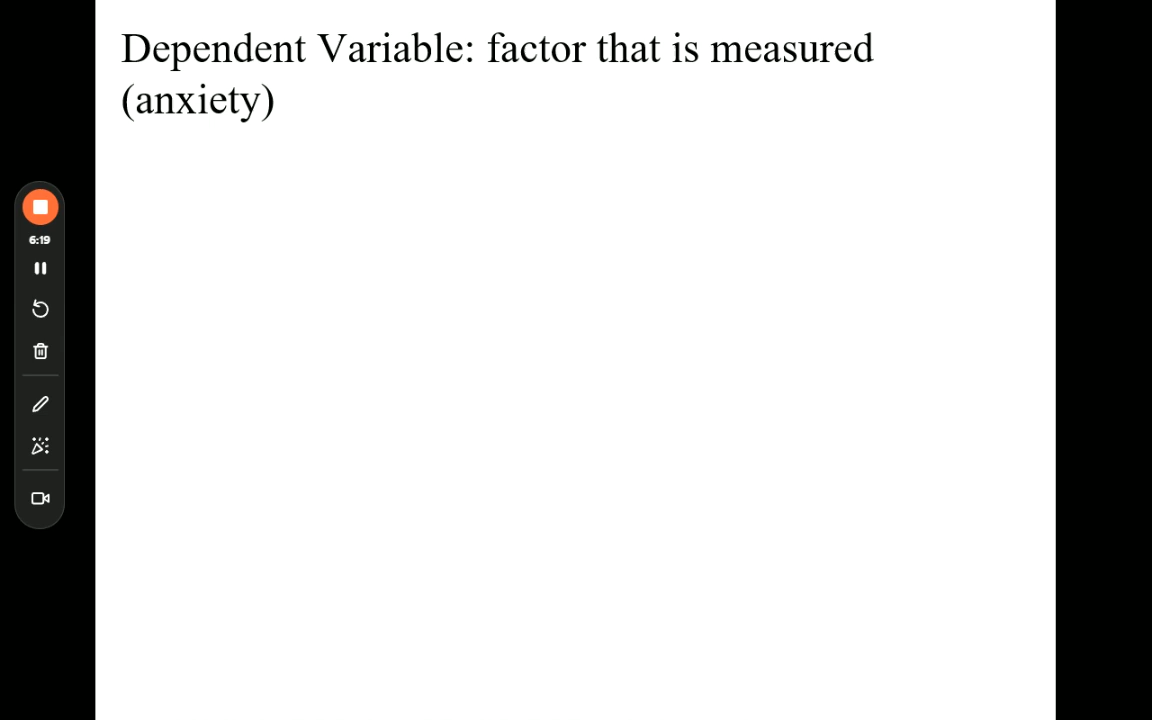 Dependent Variable: factor that is measured
(anxiety)
6:19